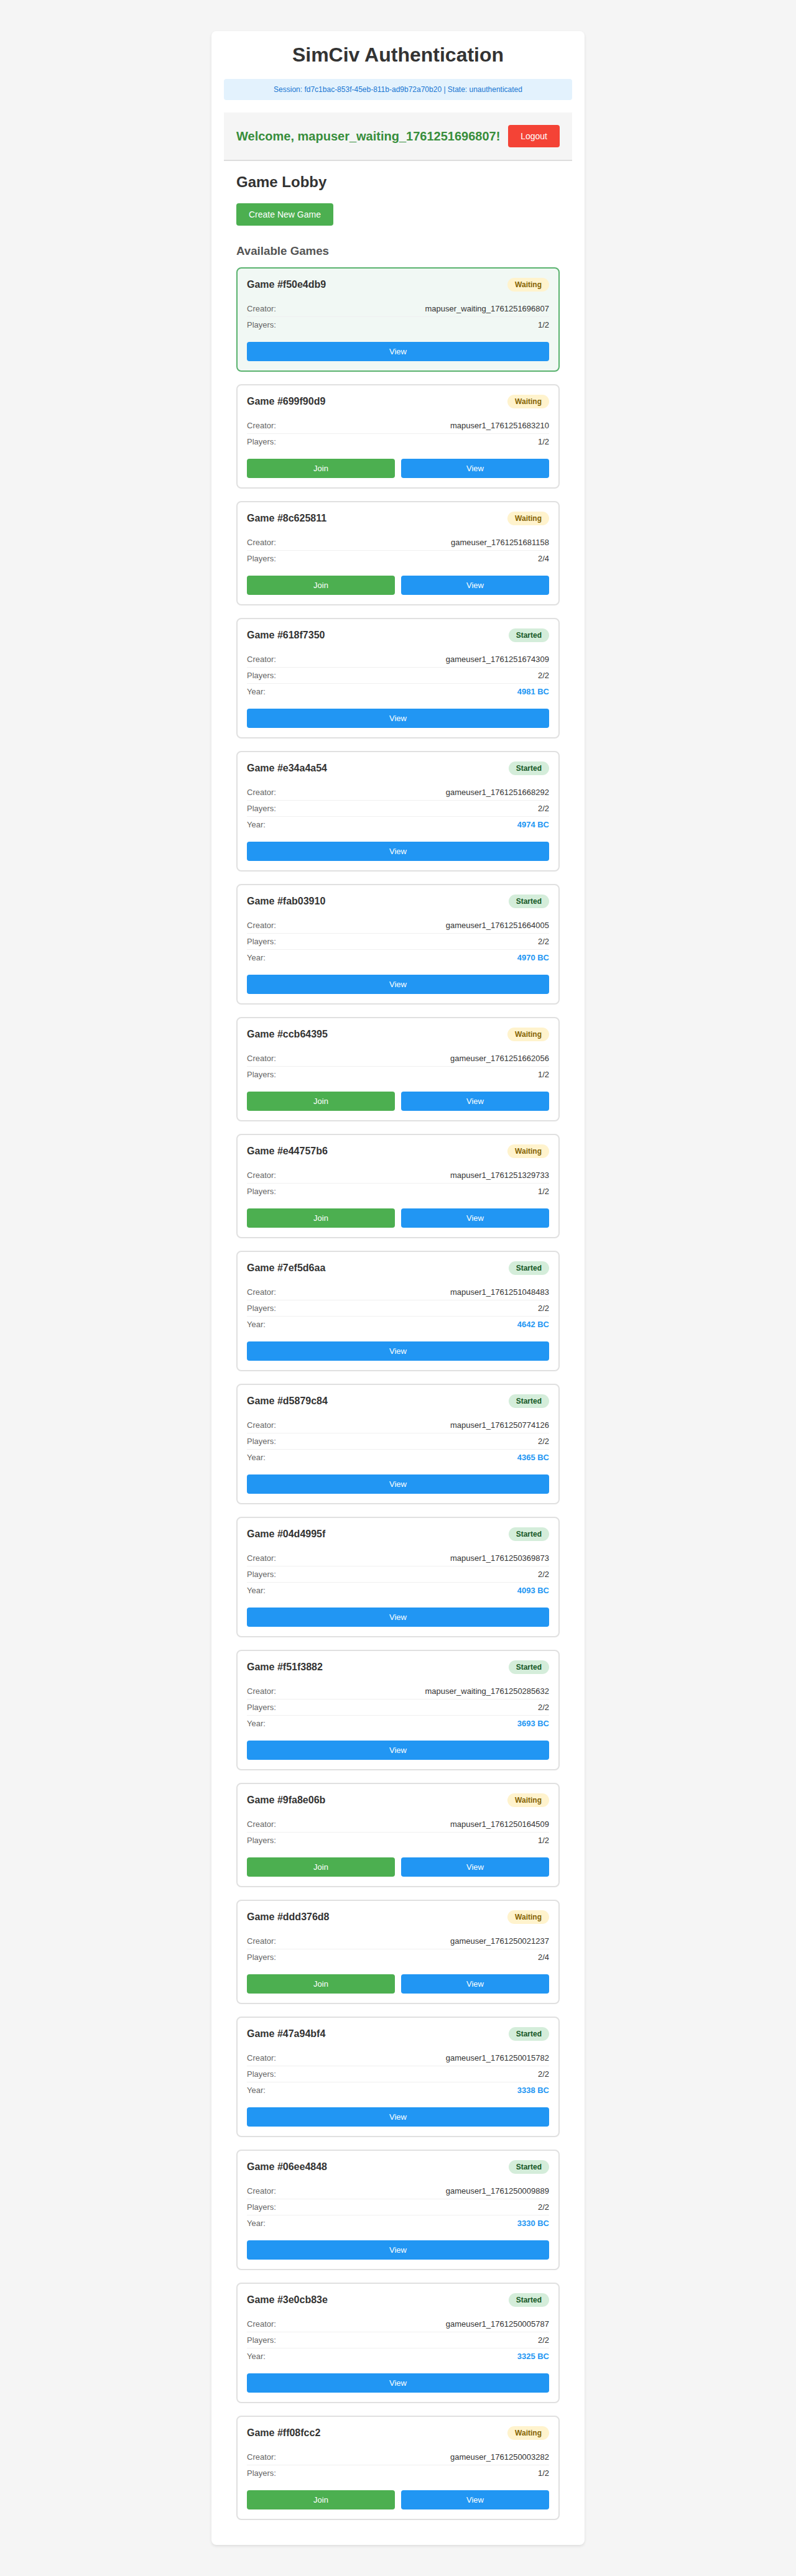 SimCiv Authentication
Session: fd7c1bac-853f-45eb-811b-ad9b72a70b20 | State: unauthenticated
Welcome, mapuser_waiting_1761251696807! Logout
Game Lobby
Create New Game
Available Games
Game #f50e4db9 Waiting
Creator: mapuser_waiting_1761251696807
Players: 1/2
View
Game #699f90d9 Waiting
Creator: mapuser1_1761251683210
Players: 1/2
Join View
Game #8c625811 Waiting
Creator: gameuser_1761251681158
Players: 2/4
Join View
Game #618f7350 Started
Creator: gameuser1_1761251674309
Players: 2/2
Year: 4981 BC
View
Game #e34a4a54 Started
Creator: gameuser1_1761251668292
Players: 2/2
Year: 4974 BC
View
Game #fab03910 Started
Creator: gameuser1_1761251664005
Players: 2/2
Year: 4970 BC
View
Game #ccb64395 Waiting
Creator: gameuser_1761251662056
Players: 1/2
Join View
Game #e44757b6 Waiting
Creator: mapuser1_1761251329733
Players: 1/2
Join View
Game #7ef5d6aa Started
Creator: mapuser1_1761251048483
Players: 2/2
Year: 4642 BC
View
Game #d5879c84 Started
Creator: mapuser1_1761250774126
Players: 2/2
Year: 4365 BC
View
Game #04d4995f Started
Creator: mapuser1_1761250369873
Players: 2/2
Year: 4093 BC
View
Game #f51f3882 Started
Creator: mapuser_waiting_1761250285632
Players: 2/2
Year: 3693 BC
View
Game #9fa8e06b Waiting
Creator: mapuser1_1761250164509
Players: 1/2
Join View
Game #ddd376d8 Waiting
Creator: gameuser_1761250021237
Players: 2/4
Join View
Game #47a94bf4 Started
Creator: gameuser1_1761250015782
Players: 2/2
Year: 3338 BC
View
Game #06ee4848 Started
Creator: gameuser1_1761250009889
Players: 2/2
Year: 3330 BC
View
Game #3e0cb83e Started
Creator: gameuser1_1761250005787
Players: 2/2
Year: 3325 BC
View
Game #ff08fcc2 Waiting
Creator: gameuser_1761250003282
Players: 1/2
Join View